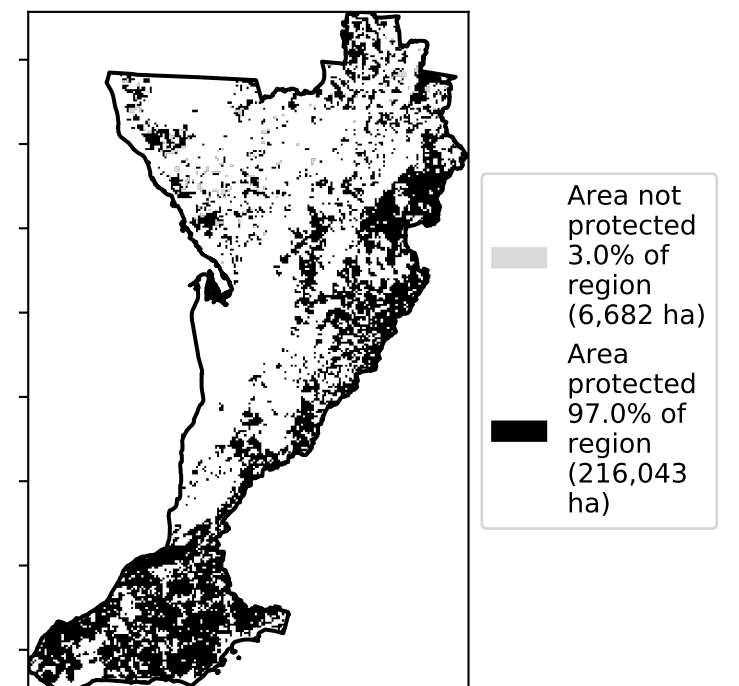 Area not
protected
3.0% of
region
(6,682 ha)
Area
protected
97.0% of
region
(216,043
ha)